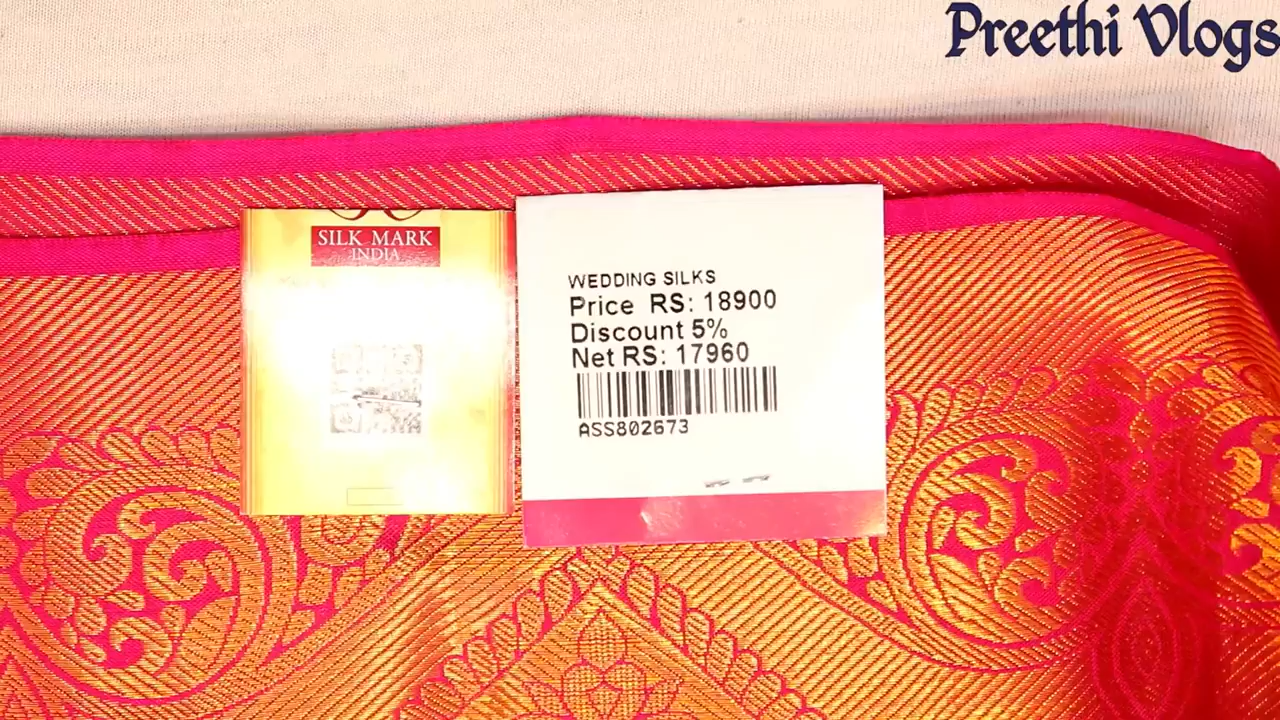 Preethi Vlogs
SILK MARK
INDIA
WEDDING SILKS
Price RS: 18900
Discount 5%
Net RS: 17960
ASS802673